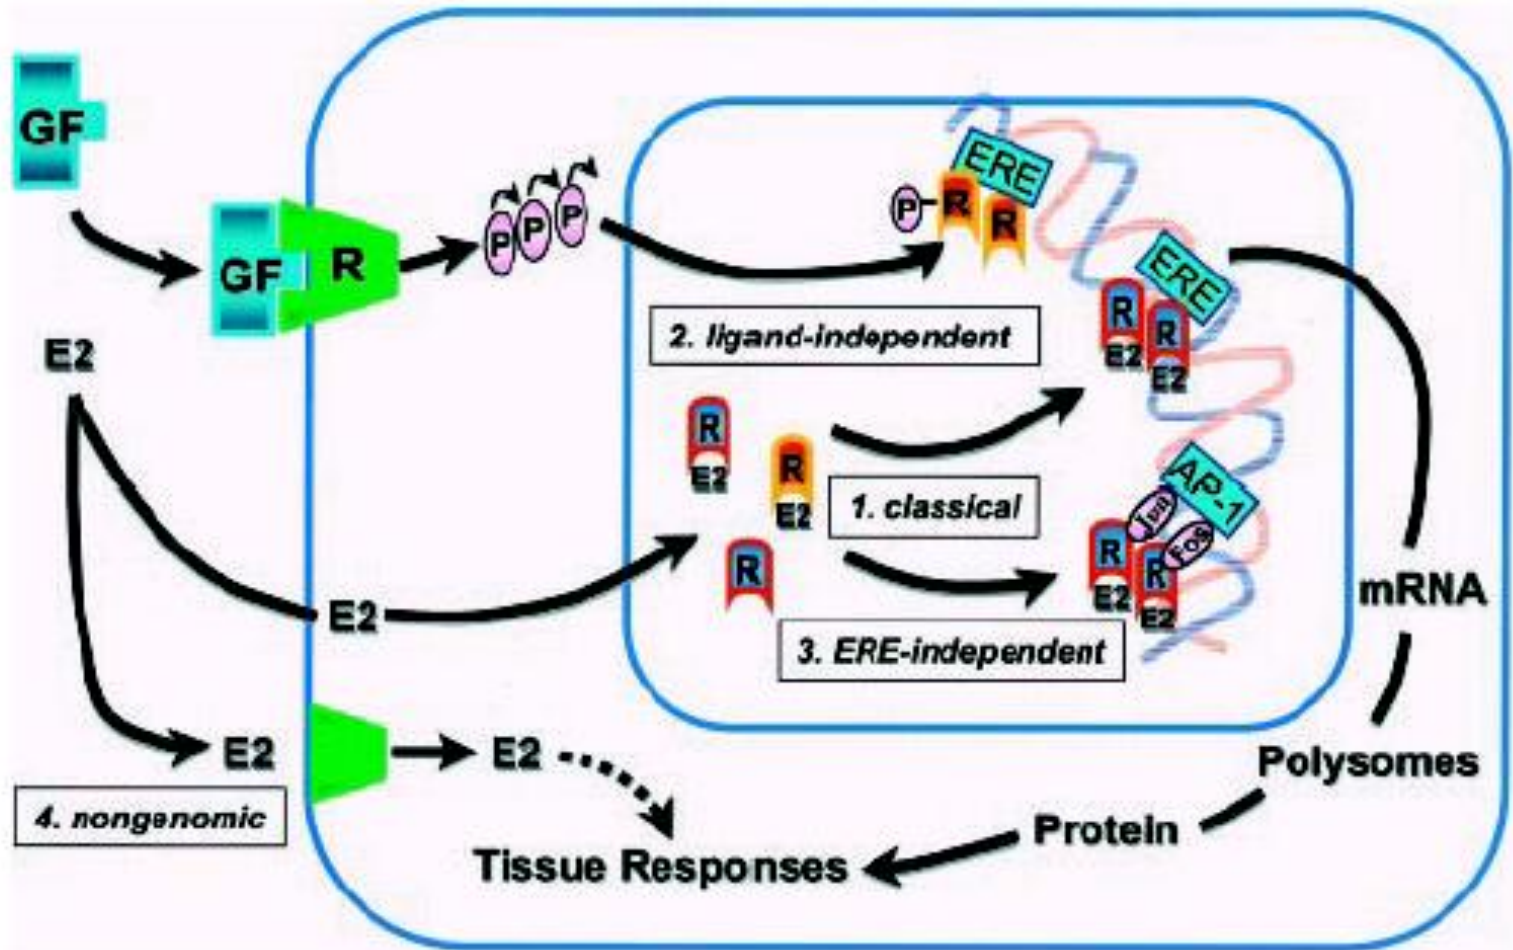 GF
GF
R
P
P
P
P
R
R
ERE
ERE
R
R
E2
E2
2. ligand-independent
E2
R
E2
R
E2
R
1. classical
AP-1
Jun
Fos
R
R
E2
E2
3. ERE-independent
E2
mRNA
E2
E2
4. nongenomic
Polysomes
Protein
Tissue Responses